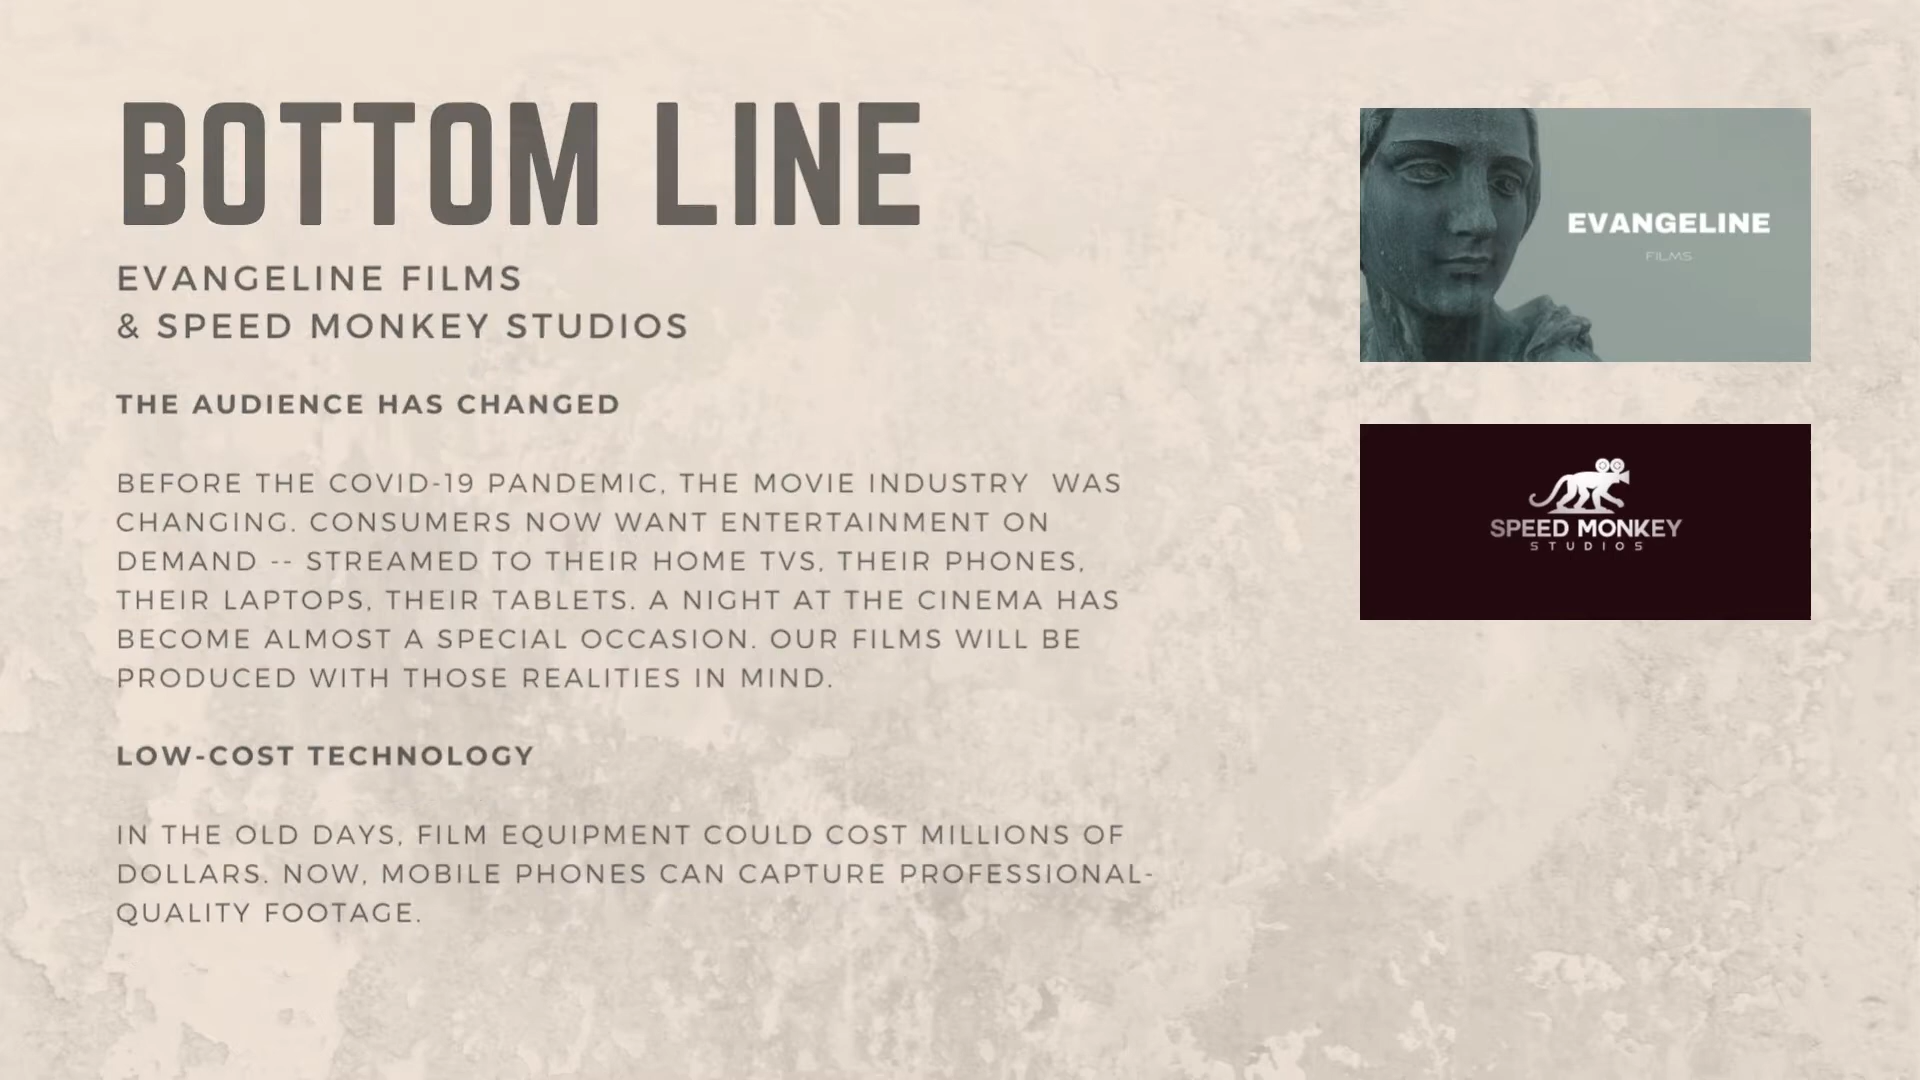 BOTTOM LINE
EVANGELINE FILMS
& SPEED MONKEY STUDIOS
THE AUDIENCE HAS CHANGED
BEFORE THE COVID-19 PANDEMIC, THE MOVIE INDUSTRY  WAS
CHANGING. CONSUMERS NOW WANT ENTERTAINMENT ON
DEMAND -- STREAMED TO THEIR HOME TVS, THEIR PHONES,
THEIR LAPTOPS, THEIR TABLETS. A NIGHT AT THE CINEMA HAS
BECOME ALMOST A SPECIAL OCCASION. OUR FILMS WILL BE
PRODUCED WITH THOSE REALITIES IN MIND.
LOW-COST TECHNOLOGY
IN THE OLD DAYS, FILM EQUIPMENT COULD COST MILLIONS OF
DOLLARS. NOW, MOBILE PHONES CAN CAPTURE PROFESSIONAL-
QUALITY FOOTAGE.
EVANGELINE
FILMS
SPEED MONKEY
STUDIOS